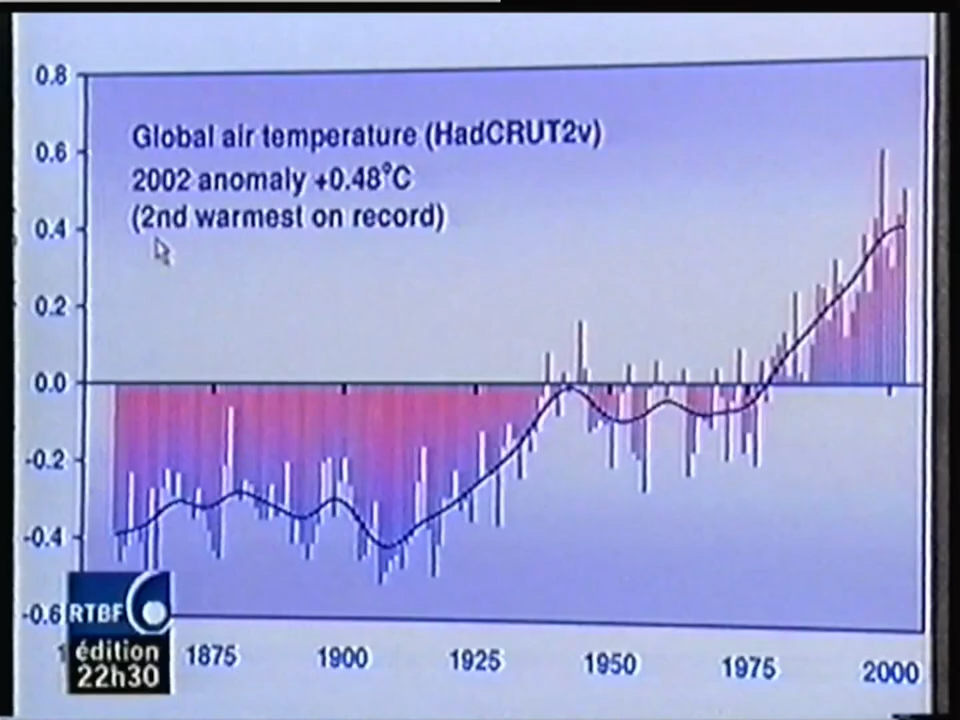 0.8
Global air temperature (HadCRUT2v)
0.6
2002 anomaly +0.48°C
(2nd warmest on record)
0.4
0.2
0.0
-0.2
-0.4
-0.6
RTBF
édition
22h30
1875 1900 1925 1950 1975 2000